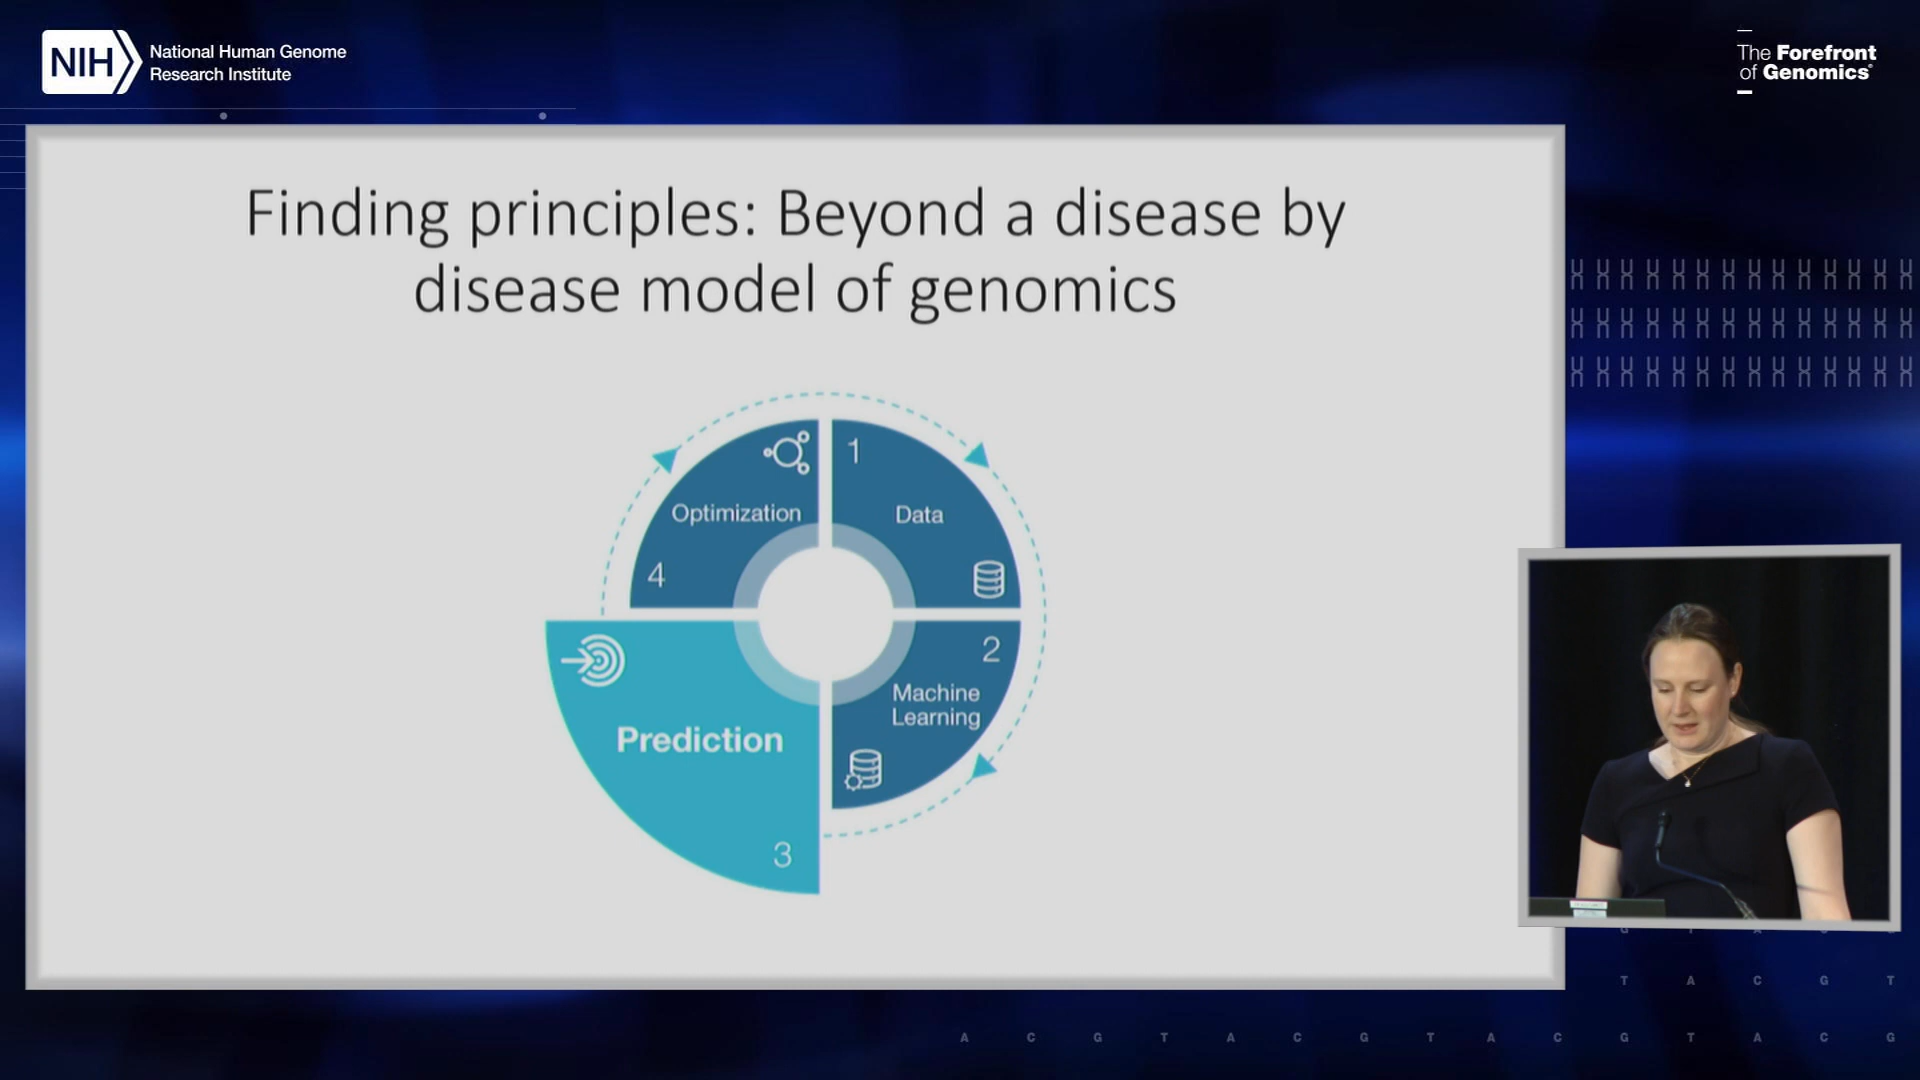 NIH
National Human Genome
Research Institute
The Forefront
of Genomics®
Finding principles: Beyond a disease by
disease model of genomics
Optimization
4
1
Data
2
Machine
Learning
Prediction
3
T A C G T
A C G T A C G T A C G T A C G